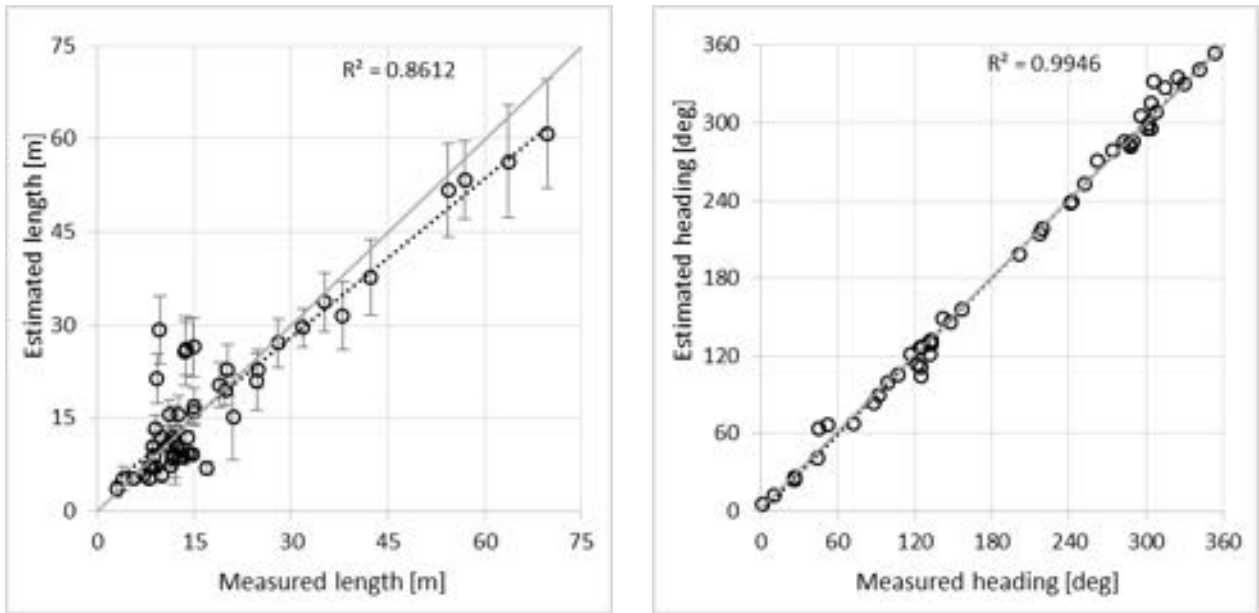 75
R² = 0.8612
60
45
30
15
0
Estimated length [m]
0 15 30 45 60 75
Measured length [m]
360
R² = 0.9946
300
240
180
120
60
0
Estimated heading [deg]
0 60 120 180 240 300 360
Measured heading [deg]